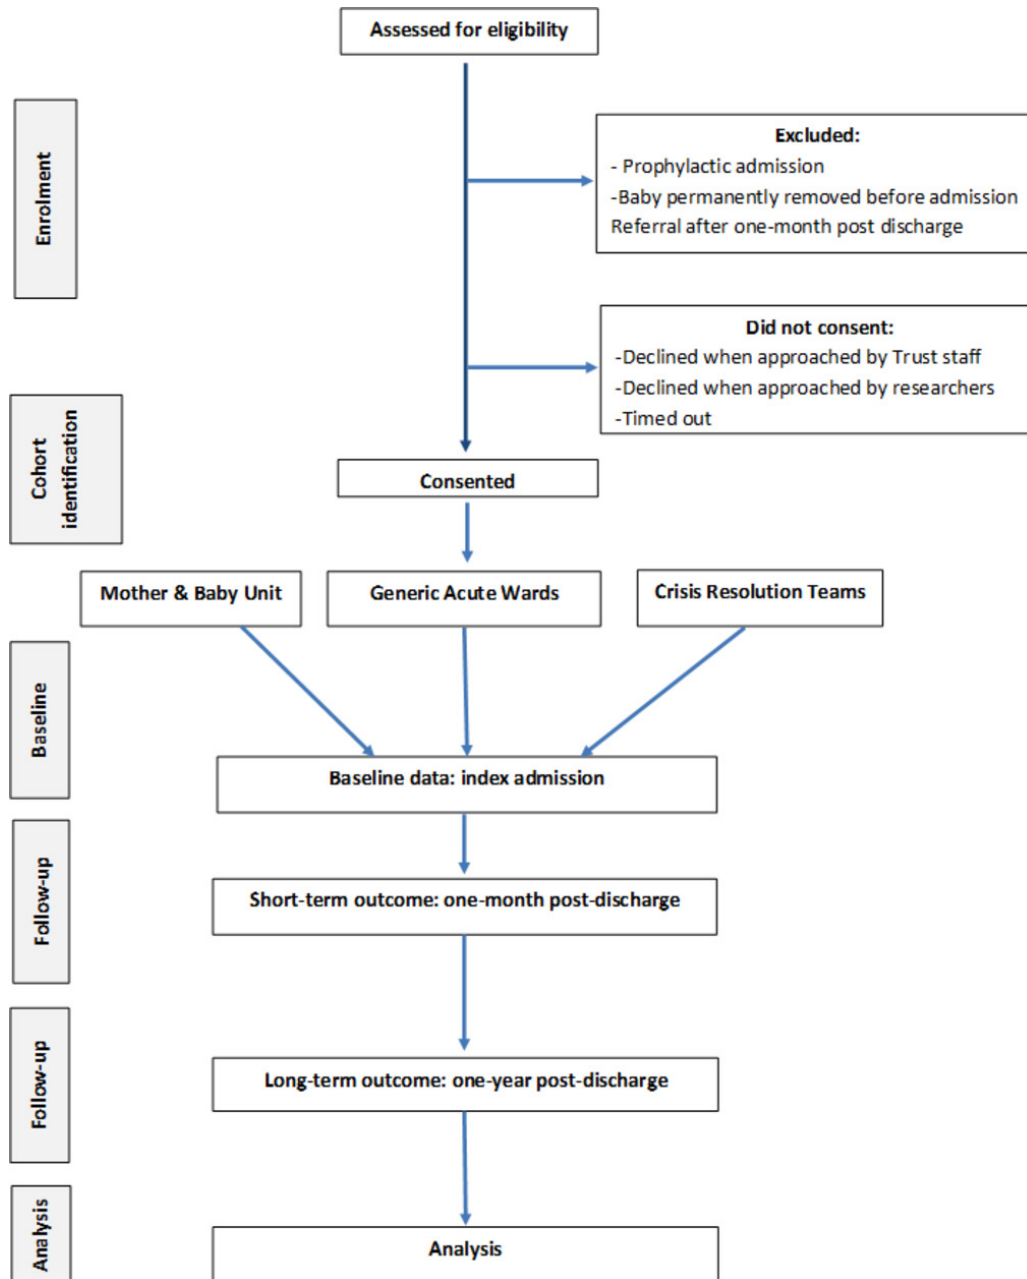 Assessed for eligibility
Enrolment
Excluded:
- Prophylactic admission
-Baby permanently removed before admission
Referral after one-month post discharge
Did not consent:
-Declined when approached by Trust staff
-Declined when approached by researchers
-Timed out
Cohort
identification
Consented
Mother & Baby Unit
Generic Acute Wards
Crisis Resolution Teams
Baseline
Baseline data: index admission
Follow-up
Short-term outcome: one-month post-discharge
Follow-up
Long-term outcome: one-year post-discharge
Analysis
Analysis